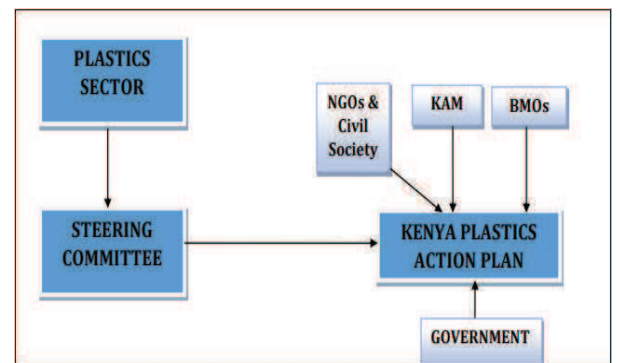 PLASTICS
SECTOR
NGOs &
Civil
Society
KAM
BMOs
STEERING
COMMITTEE
KENYA PLASTICS
ACTION PLAN
GOVERNMENT